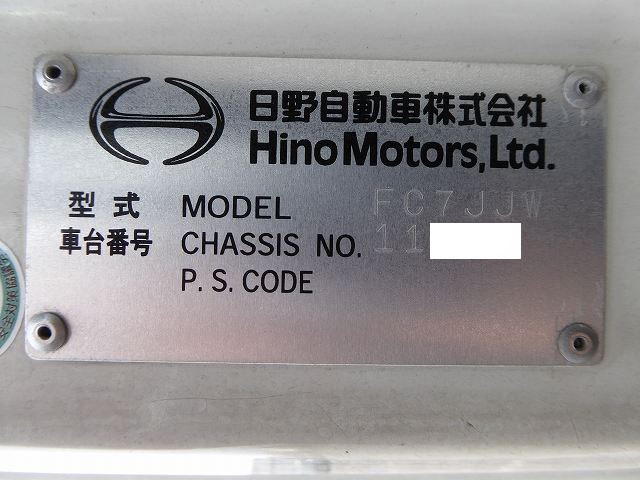 日野自動車株式会社
Hino Motors, Ltd.
型式 MODEL FC7JJW
車台番号 CHASSIS NO. 11
P. S. CODE